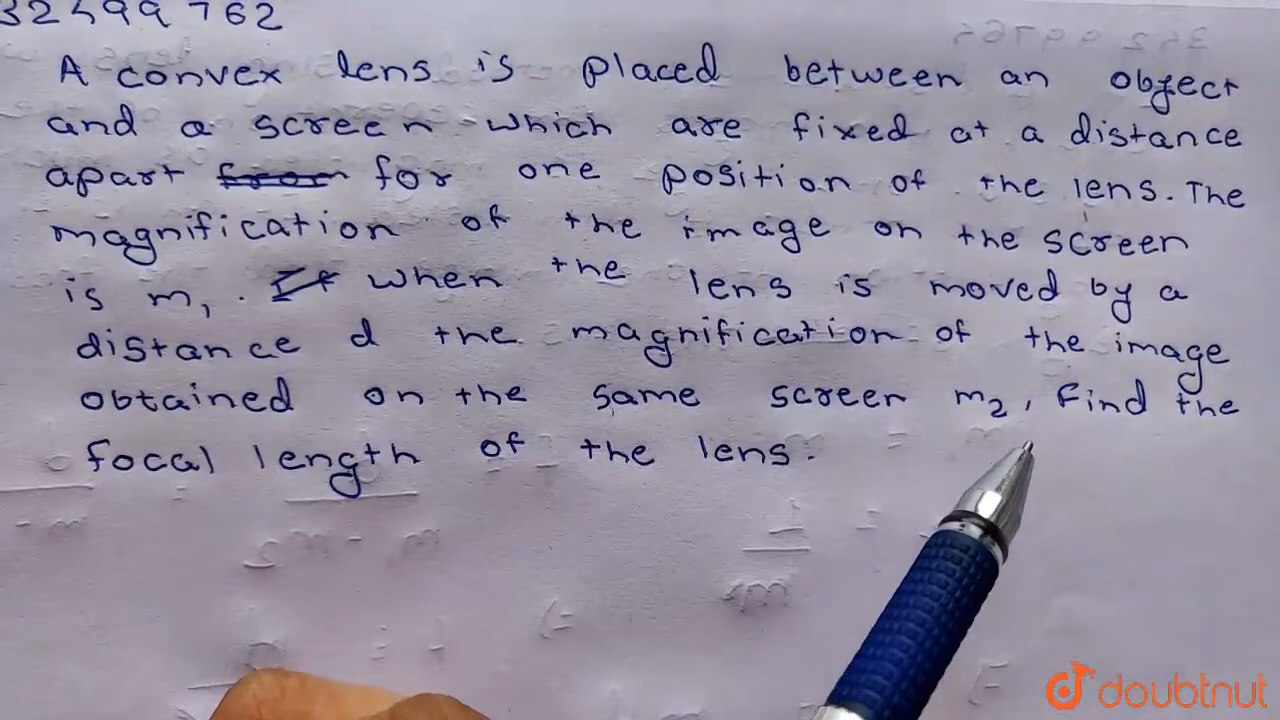 32499762
A convex lens is placed between an object
and a screen which are fixed at a distance
apart for one position of the lens. The
magnification of the image on the screen
is m₁. When the lens is moved by a
distance d the magnification of the image
obtained on the same screen m₂, Find the
focal length of the lens.
doubtnut